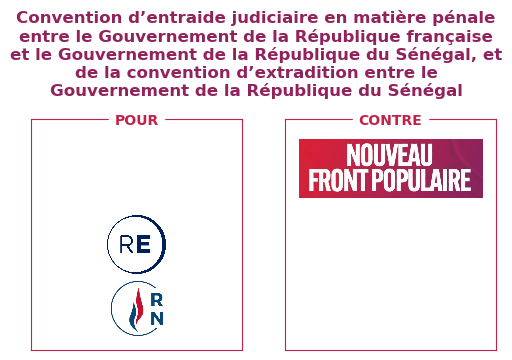 Convention d’entraide judiciaire en matière pénale
entre le Gouvernement de la République française
et le Gouvernement de la République du Sénégal, et
de la convention d’extradition entre le
Gouvernement de la République du Sénégal
POUR
RE
R
N
CONTRE
NOUVEAU
FRONT POPULAIRE